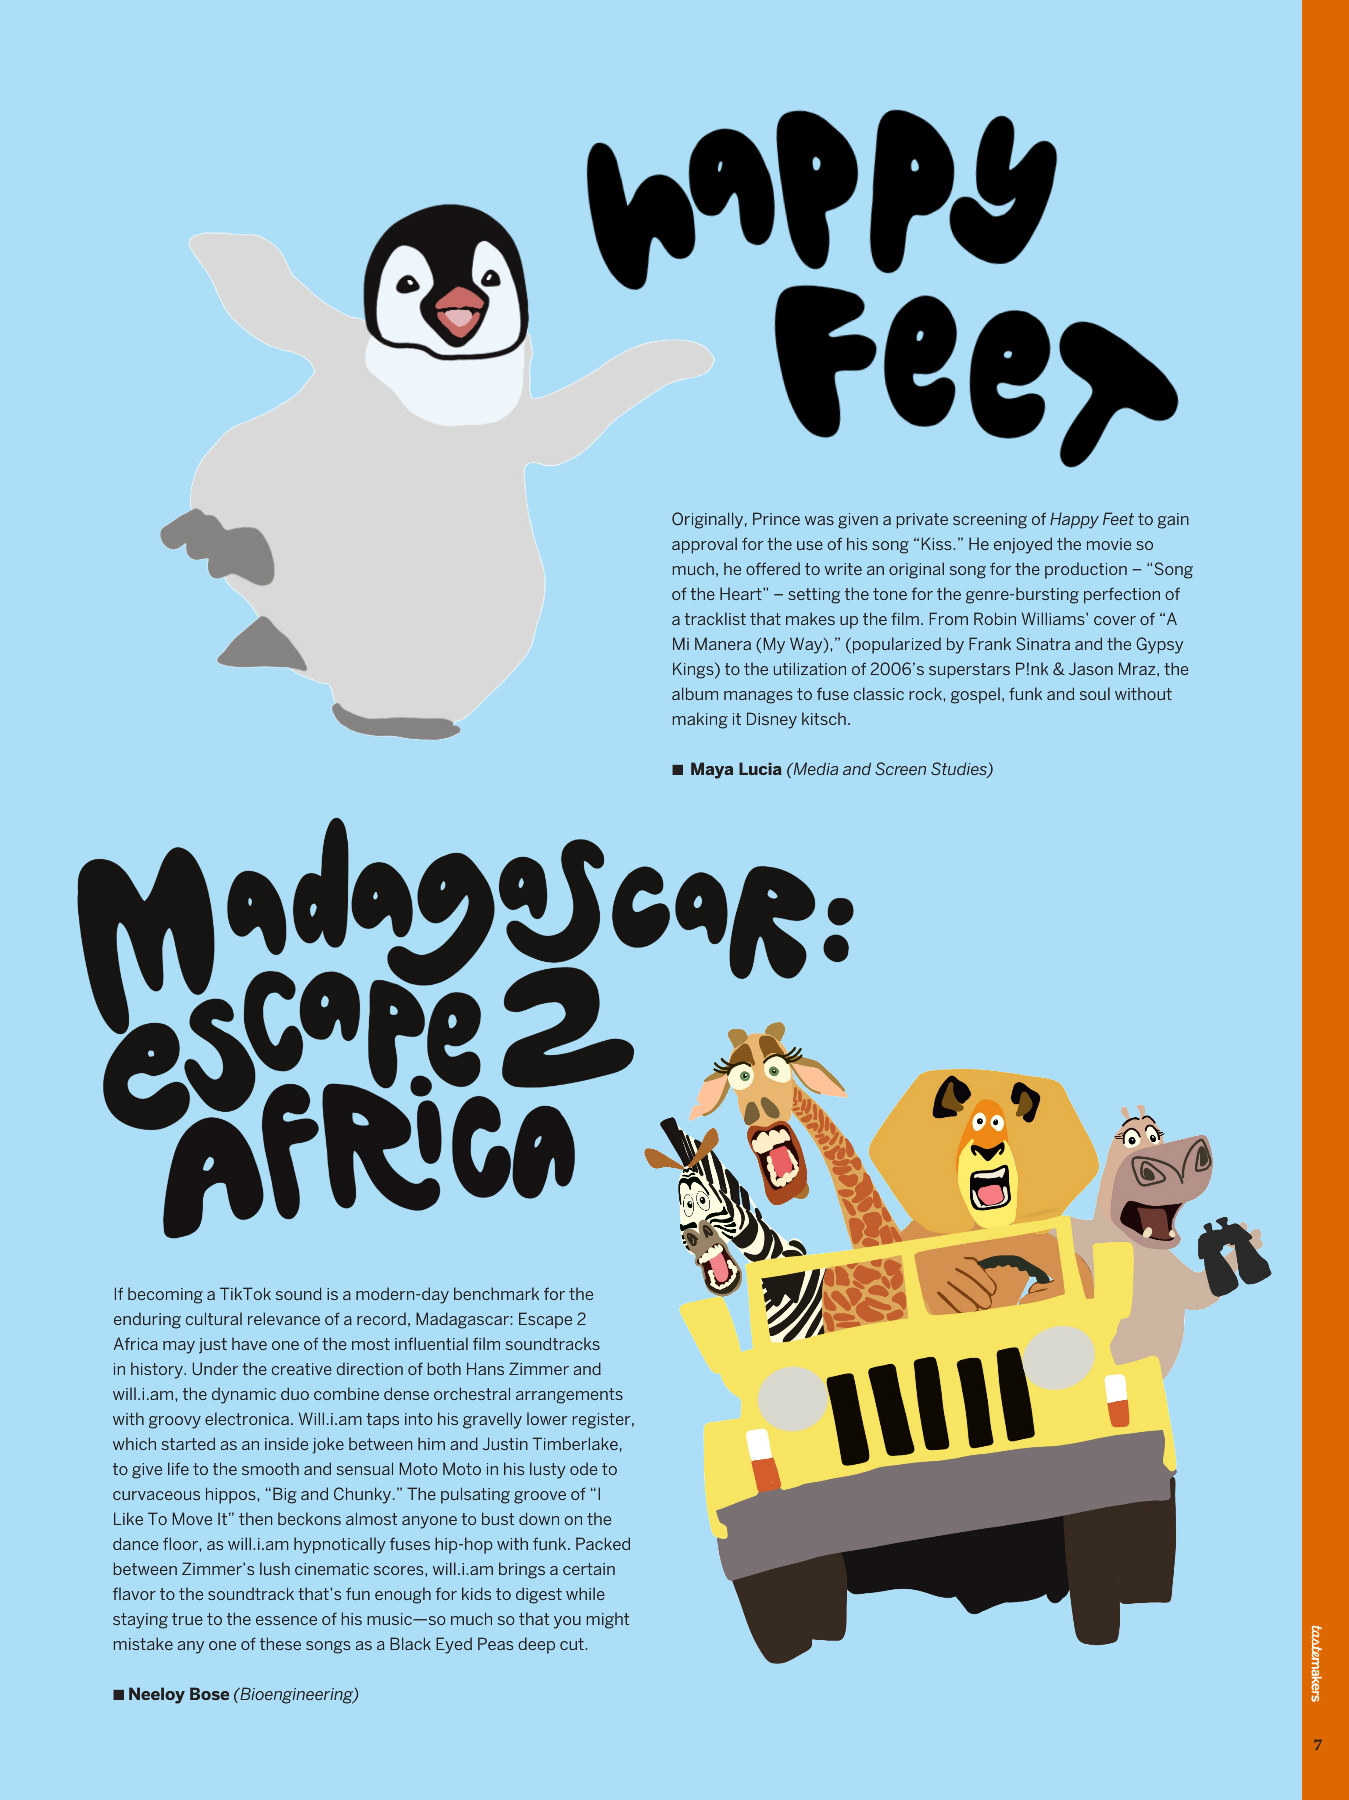 Happy
Feet
Originally, Prince was given a private screening of Happy Feet to gain
approval for the use of his song “Kiss.” He enjoyed the movie so
much, he offered to write an original song for the production – “Song
of the Heart” – setting the tone for the genre-bursting perfection of
a tracklist that makes up the film. From Robin Williams’ cover of “A
Mi Manera (My Way),” (popularized by Frank Sinatra and the Gypsy
Kings) to the utilization of 2006’s superstars P!nk & Jason Mraz, the
album manages to fuse classic rock, gospel, funk and soul without
making it Disney kitsch.
■ Maya Lucia (Media and Screen Studies)
Madagascar:
escape 2
Africa
If becoming a TikTok sound is a modern-day benchmark for the
enduring cultural relevance of a record, Madagascar: Escape 2
Africa may just have one of the most influential film soundtracks
in history. Under the creative direction of both Hans Zimmer and
will.i.am, the dynamic duo combine dense orchestral arrangements
with groovy electronica. Will.i.am taps into his gravelly lower register,
which started as an inside joke between him and Justin Timberlake,
to give life to the smooth and sensual Moto Moto in his lusty ode to
curvaceous hippos, “Big and Chunky.” The pulsating groove of “I
Like To Move It” then beckons almost anyone to bust down on the
dance floor, as will.i.am hypnotically fuses hip-hop with funk. Packed
between Zimmer’s lush cinematic scores, will.i.am brings a certain
flavor to the soundtrack that’s fun enough for kids to digest while
staying true to the essence of his music—so much so that you might
mistake any one of these songs as a Black Eyed Peas deep cut.
■ Neeloy Bose (Bioengineering)
tastemakers
7